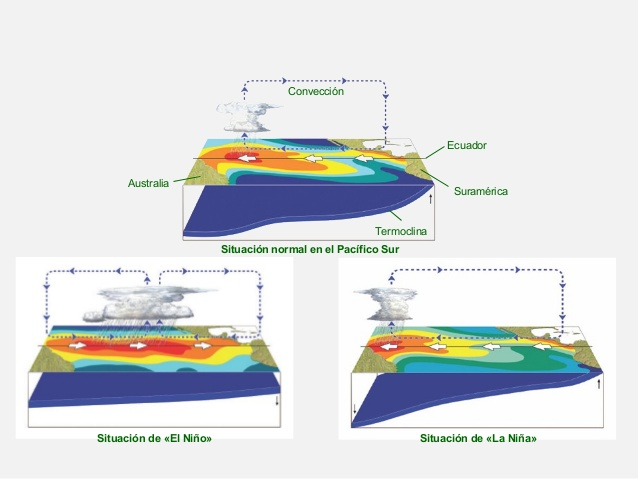 Convección
Ecuador
Australia
Suramérica
Termoclina
Situación normal en el Pacífico Sur
Situación de «El Niño»
Situación de «La Niña»